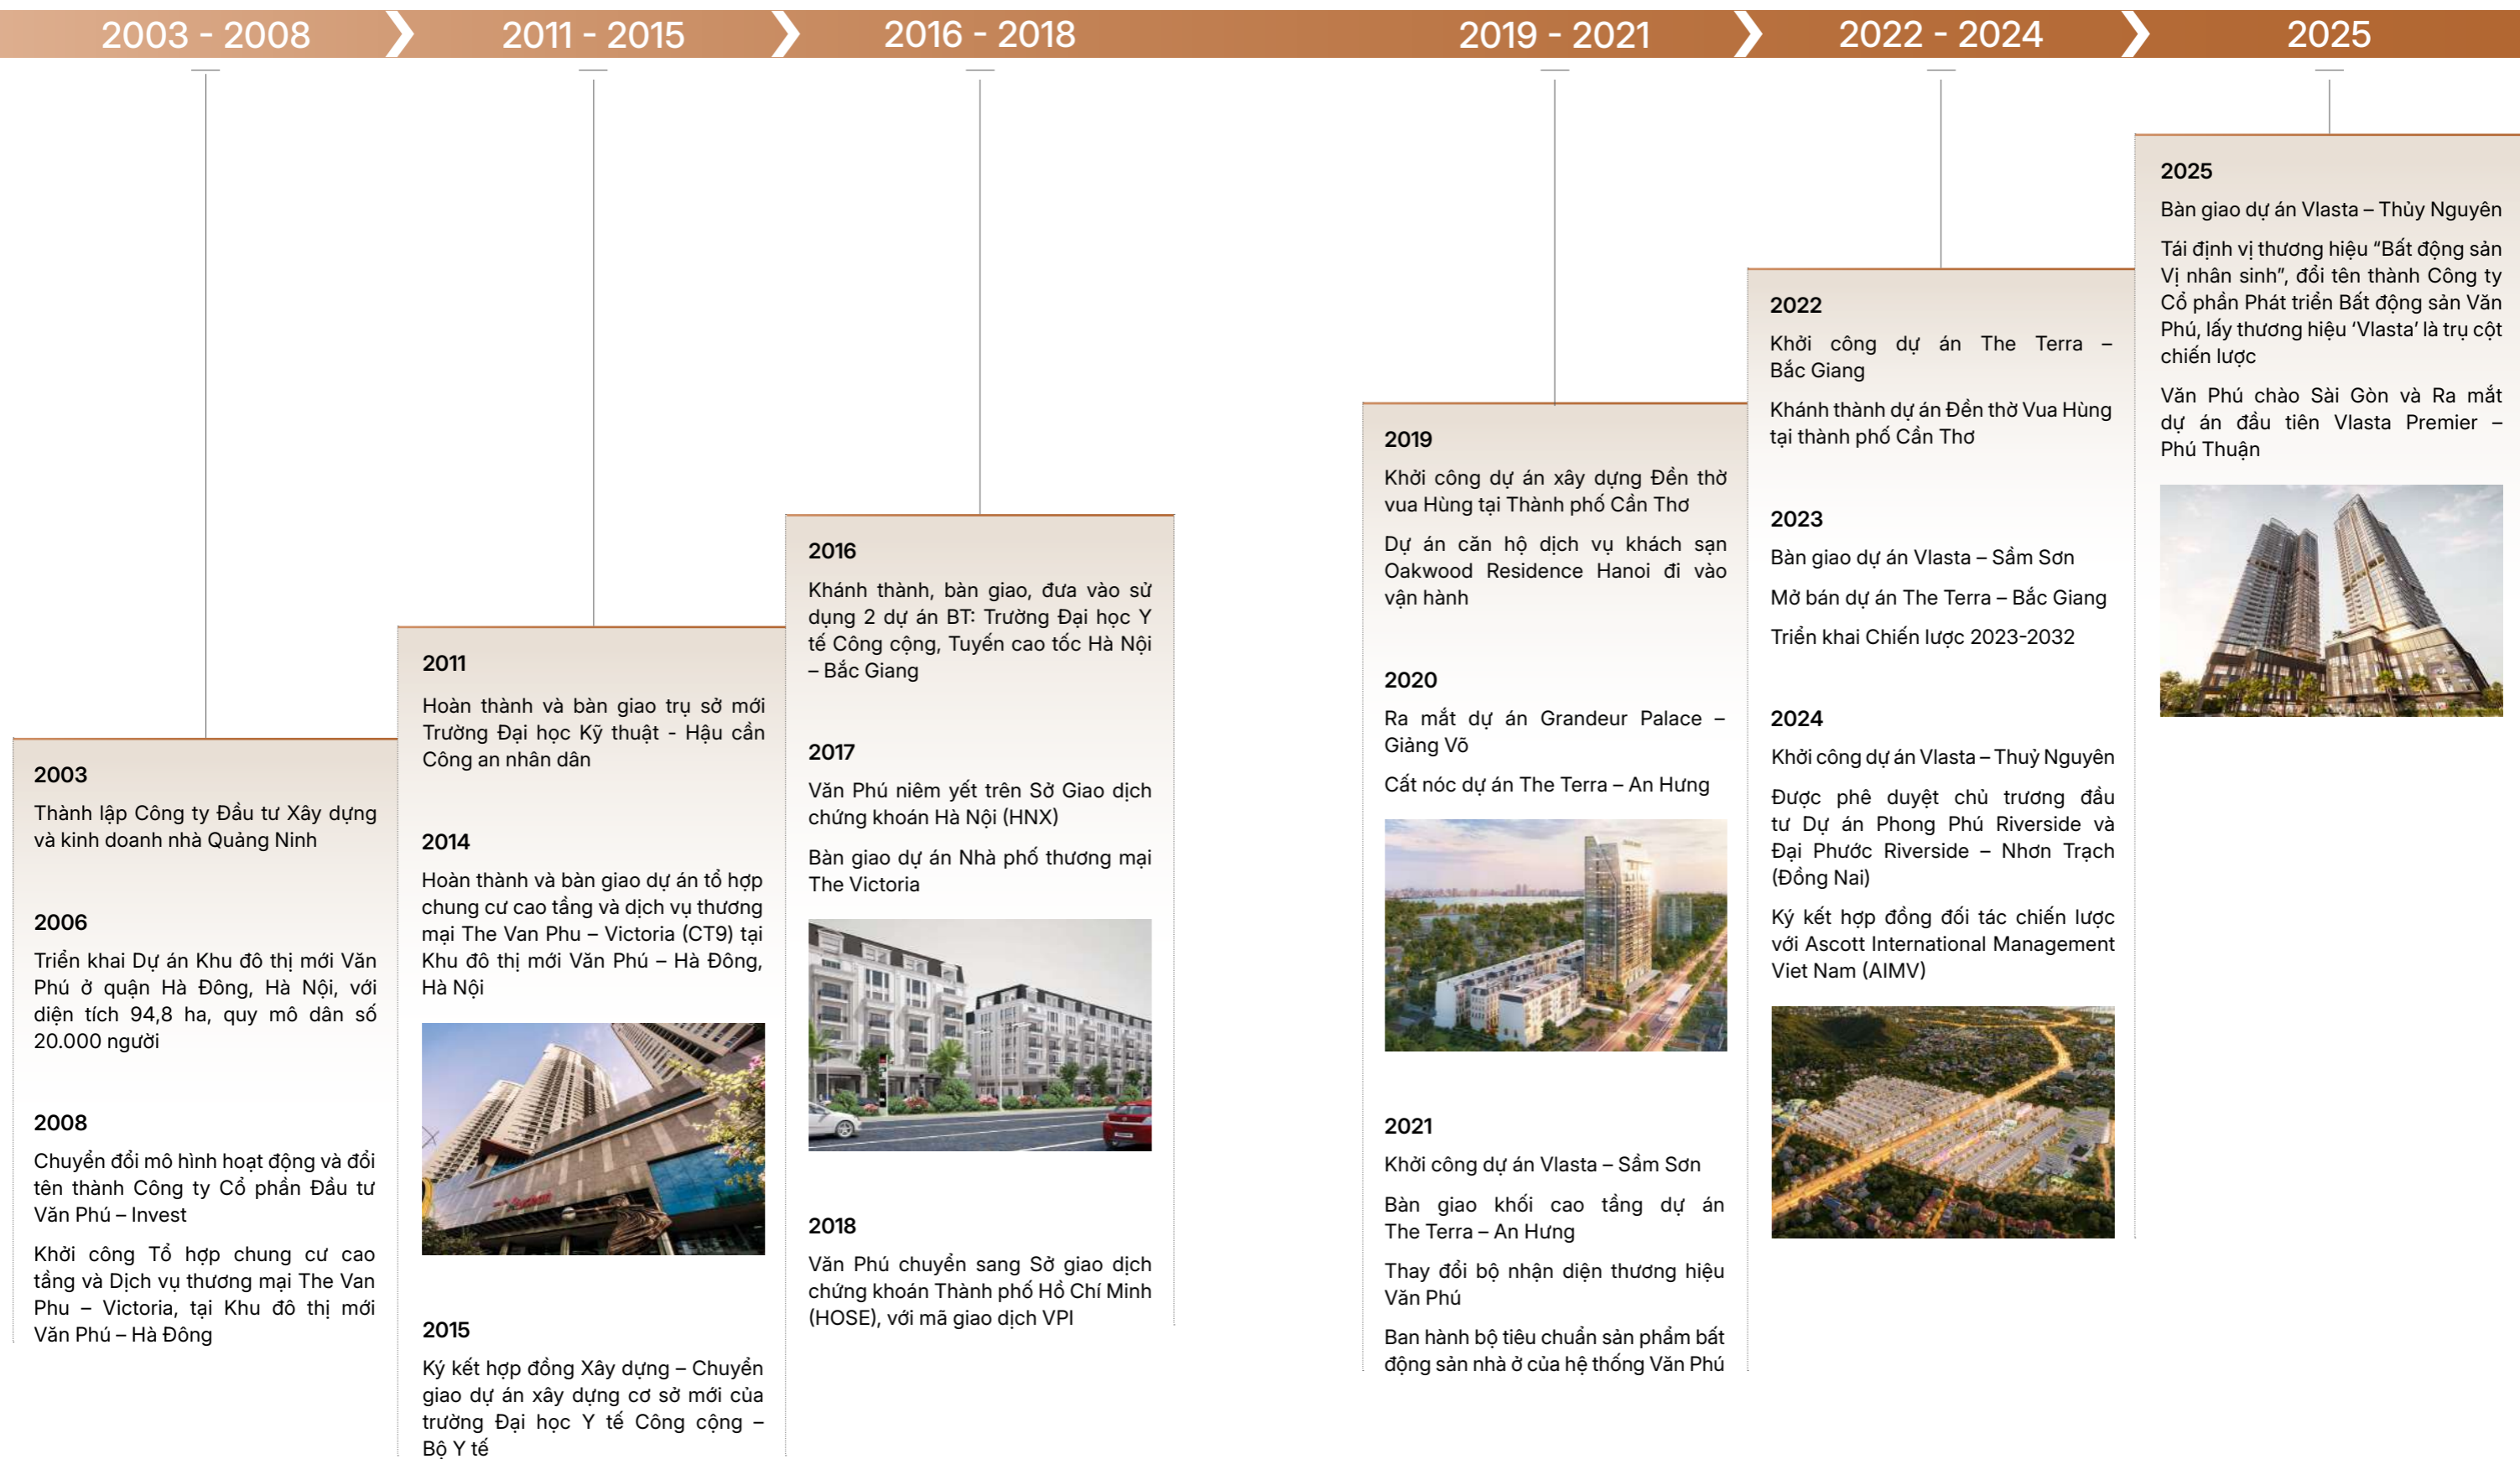 2003 - 2008
2011 - 2015
2016 - 2018
2019 - 2021
2022 - 2024
2025
2003
Thành lập Công ty Đầu tư Xây dựng
và kinh doanh nhà Quảng Ninh
2006
Triển khai Dự án Khu đô thị mới Văn
Phú ở quận Hà Đông, Hà Nội, với
diện tích 94,8 ha, quy mô dân số
20.000 người
2008
Chuyển đổi mô hình hoạt động và đổi
tên thành Công ty Cổ phần Đầu tư
Văn Phú – Invest
Khởi công Tổ hợp chung cư cao
tầng và Dịch vụ thương mại The Van
Phu – Victoria, tại Khu đô thị mới
Văn Phú – Hà Đông
2011
Hoàn thành và bàn giao trụ sở mới
Trường Đại học Kỹ thuật - Hậu cần
Công an nhân dân
2014
Hoàn thành và bàn giao dự án tổ hợp
chung cư cao tầng và dịch vụ thương
mại The Van Phu – Victoria (CT9) tại
Khu đô thị mới Văn Phú – Hà Đông,
Hà Nội
2015
Ký kết hợp đồng Xây dựng – Chuyển
giao dự án xây dựng cơ sở mới của
trường Đại học Y tế Công cộng –
Bộ Y tế
2016
Khánh thành, bàn giao, đưa vào sử
dụng 2 dự án BT: Trường Đại học Y
tế Công cộng, Tuyến cao tốc Hà Nội
– Bắc Giang
2017
Văn Phú niêm yết trên Sở Giao dịch
chứng khoán Hà Nội (HNX)
Bàn giao dự án Nhà phố thương mại
The Victoria
2018
Văn Phú chuyển sang Sở giao dịch
chứng khoán Thành phố Hồ Chí Minh
(HOSE), với mã giao dịch VPI
2019
Khởi công dự án xây dựng Đền thờ
vua Hùng tại Thành phố Cần Thơ
Dự án căn hộ dịch vụ khách sạn
Oakwood Residence Hanoi đi vào
vận hành
2020
Ra mắt dự án Grandeur Palace –
Giảng Võ
Cất nóc dự án The Terra – An Hưng
2021
Khởi công dự án Vlasta – Sầm Sơn
Bàn giao khối cao tầng dự án
The Terra – An Hưng
Thay đổi bộ nhận diện thương hiệu
Văn Phú
Ban hành bộ tiêu chuẩn sản phẩm bất
động sản nhà ở của hệ thống Văn Phú
2022
Khởi công dự án The Terra –
Bắc Giang
Khánh thành dự án Đền thờ Vua Hùng
tại thành phố Cần Thơ
2023
Bàn giao dự án Vlasta – Sầm Sơn
Mở bán dự án The Terra – Bắc Giang
Triển khai Chiến lược 2023-2032
2024
Khởi công dự án Vlasta – Thuỷ Nguyên
Được phê duyệt chủ trương đầu
tư Dự án Phong Phú Riverside và
Đại Phước Riverside – Nhơn Trạch
(Đồng Nai)
Ký kết hợp đồng đối tác chiến lược
với Ascott International Management
Viet Nam (AIMV)
2025
Bàn giao dự án Vlasta – Thủy Nguyên
Tái định vị thương hiệu “Bất động sản
Vị nhân sinh”, đổi tên thành Công ty
Cổ phần Phát triển Bất động sản Văn
Phú, lấy thương hiệu ‘Vlasta’ là trụ cột
chiến lược
Văn Phú chào Sài Gòn và Ra mắt
dự án đầu tiên Vlasta Premier –
Phú Thuận